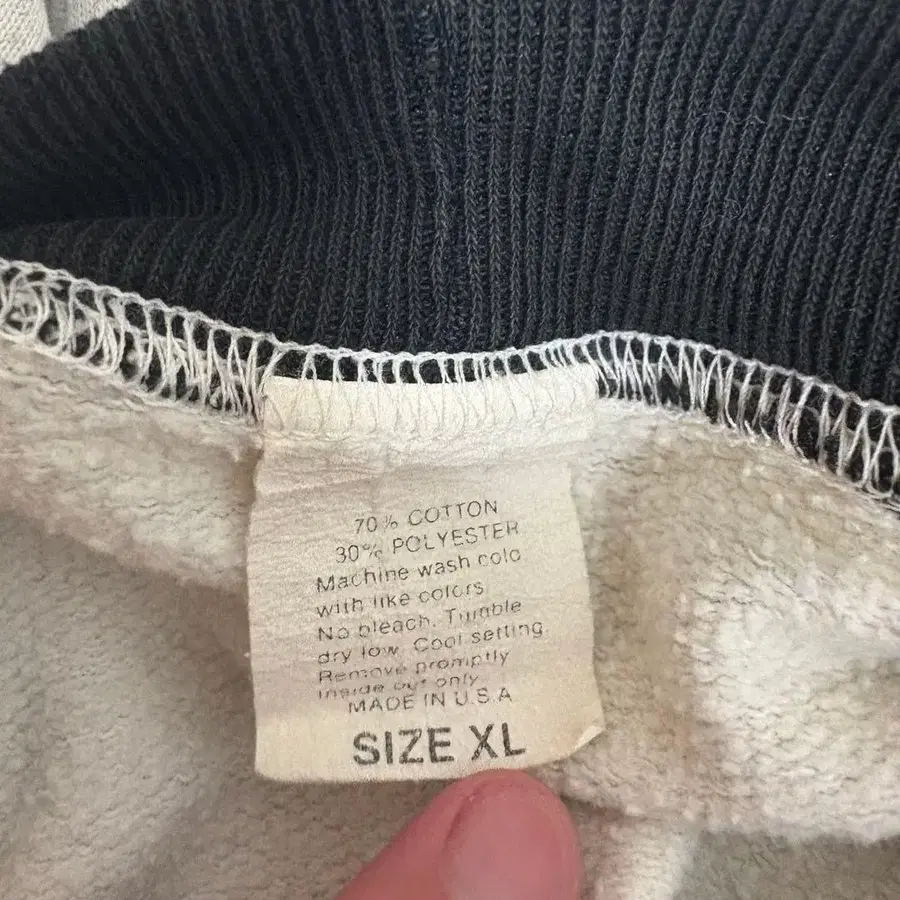 70% COTTON
30% POLYESTER
Machine wash cold
with like colors
No bleach. Tumble
dry low. Cool setting.
Remove promptly
Inside out only
MADE IN U.S.A
SIZE XL